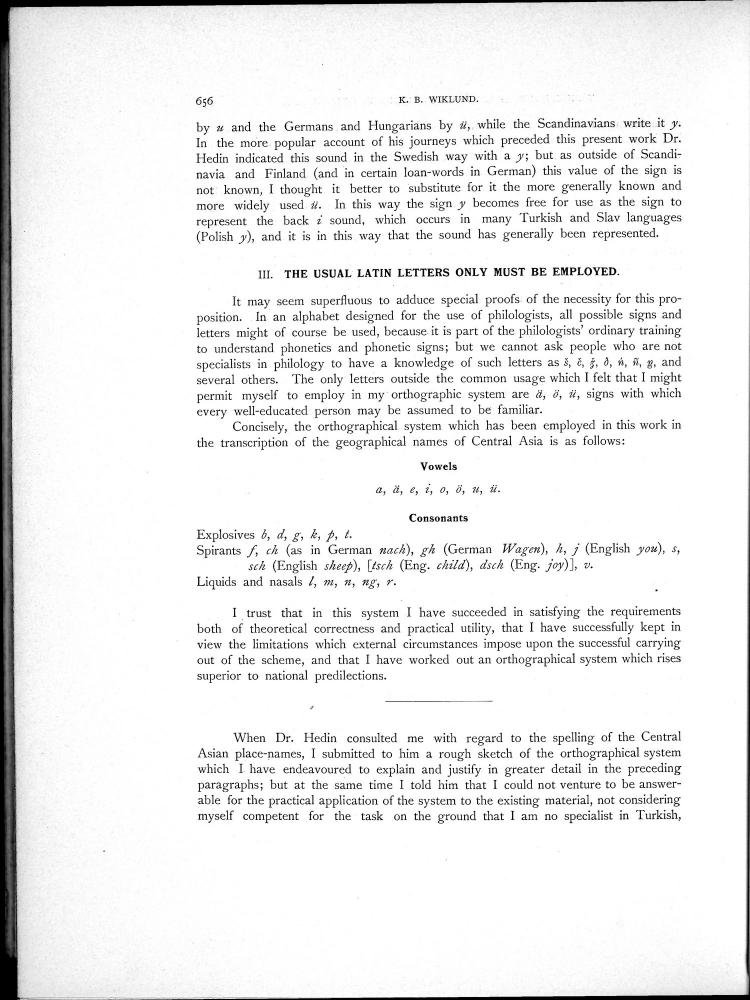 656
K. B. WIKLUND.
by u and the Germans and Hungarians by ü, while the Scandinavians write it y.
In the more popular account of his journeys which preceded this present work Dr.
Hedin indicated this sound in the Swedish way with a y; but as outside of Scandi-
navia and Finland (and in certain loan-words in German) this value of the sign is
not known, I thought it better to substitute for it the more generally known and
more widely used ü. In this way the sign y becomes free for use as the sign to
represent the back i sound, which occurs in many Turkish and Slav languages
(Polish y), and it is in this way that the sound has generally been represented.
III. THE USUAL LATIN LETTERS ONLY MUST BE EMPLOYED.
It may seem superfluous to adduce special proofs of the necessity for this pro-
position. In an alphabet designed for the use of philologists, all possible signs and
letters might of course be used, because it is part of the philologists' ordinary training
to understand phonetics and phonetic signs; but we cannot ask people who are not
specialists in philology to have a knowledge of such letters as š, č, ǯ, ð, ń, ñ, and
several others. The only letters outside the common usage which I felt that I might
permit myself to employ in my orthographic system are ä, ö, ü, signs with which
every well-educated person may be assumed to be familiar.
Concisely, the orthographical system which has been employed in this work in
the transcription of the geographical names of Central Asia is as follows:
Vowels
a, ä, e, i, o, ö, u, ü.
Consonants
Explosives b, d, g, k, p, t.
Spirants f, ch (as in German nach), gh (German Wagen), h, j (English you), s,
sch (English sheep), [tsch (Eng. child), dsch (Eng. joy)], v.
Liquids and nasals l, m, n, ng, r.
I trust that in this system I have succeeded in satisfying the requirements
both of theoretical correctness and practical utility, that I have successfully kept in
view the limitations which external circumstances impose upon the successful carrying
out of the scheme, and that I have worked out an orthographical system which rises
superior to national predilections.
When Dr. Hedin consulted me with regard to the spelling of the Central
Asian place-names, I submitted to him a rough sketch of the orthographical system
which I have endeavoured to explain and justify in greater detail in the preceding
paragraphs; but at the same time I told him that I could not venture to be answer-
able for the practical application of the system to the existing material, not considering
myself competent for the task on the ground that I am no specialist in Turkish,